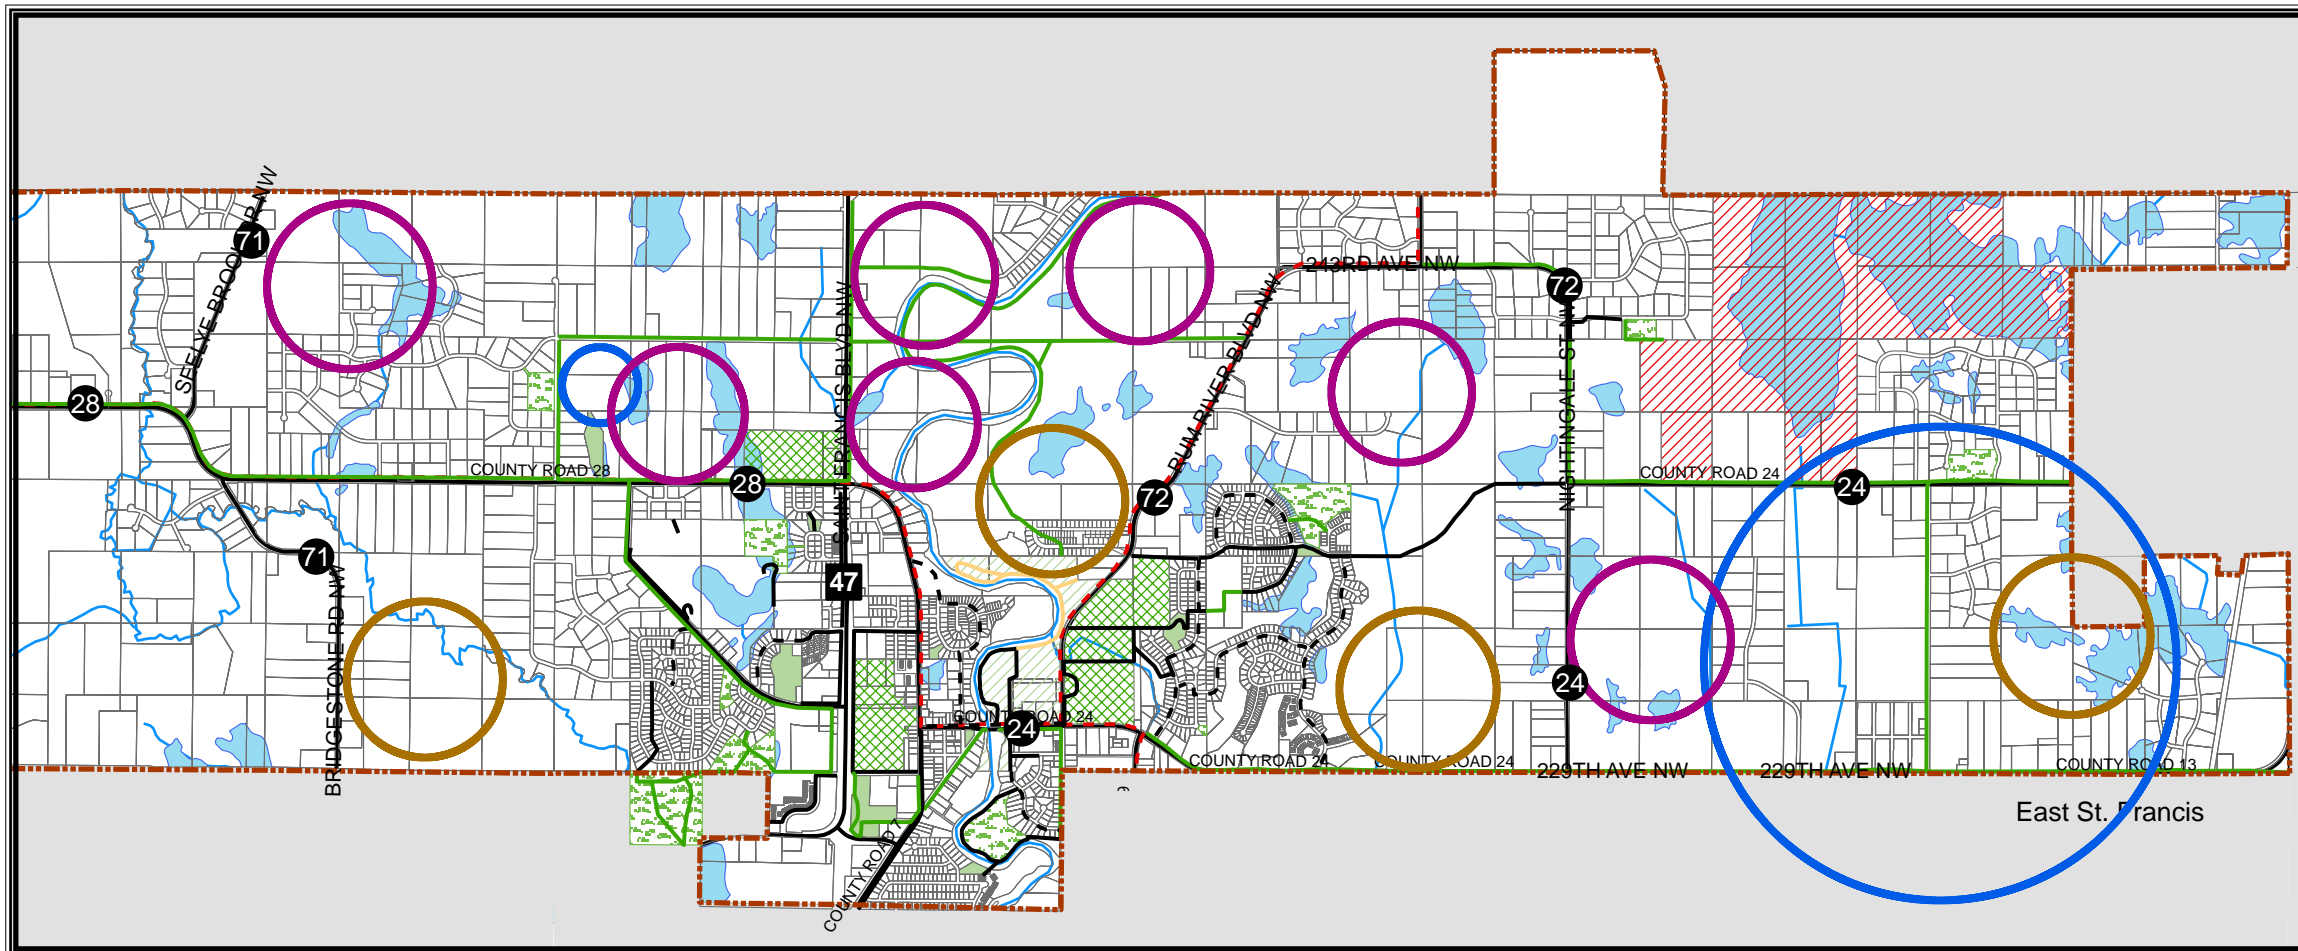 SEELYE BROOK DR NW
71
243RD AVE NW
72
SAINT FRANCIS BLVD NW
RUM RIVER BLVD NW
NIGHTINGALE ST NW
28
COUNTY ROAD 28
28
COUNTY ROAD 24
24
72
71
47
BRIDGESTONE RD NW
24
COUNTY ROAD 24
24
COUNTY ROAD 24
COUNTY ROAD 24
229TH AVE NW
229TH AVE NW
COUNTY ROAD 13
East St. Francis
COUNTY ROAD 7